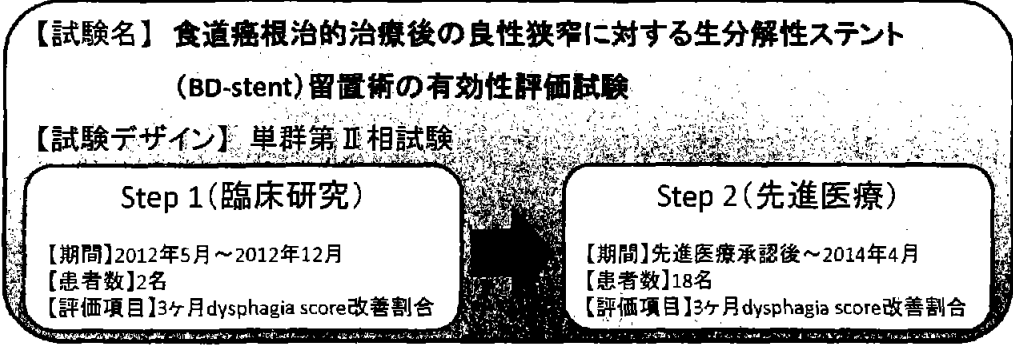 【試験名】 食道癌根治的治療後の良性狭窄に対する生分解性ステント
(BD-stent)留置術の有効性評価試験
【試験デザイン】 単群第Ⅱ相試験
Step 1(臨床研究)
【期間】2012年5月～2012年12月
【患者数】2名
【評価項目】3ヶ月dysphagia score改善割合
Step 2(先進医療)
【期間】先進医療承認後～2014年4月
【患者数】18名
【評価項目】3ヶ月dysphagia score改善割合